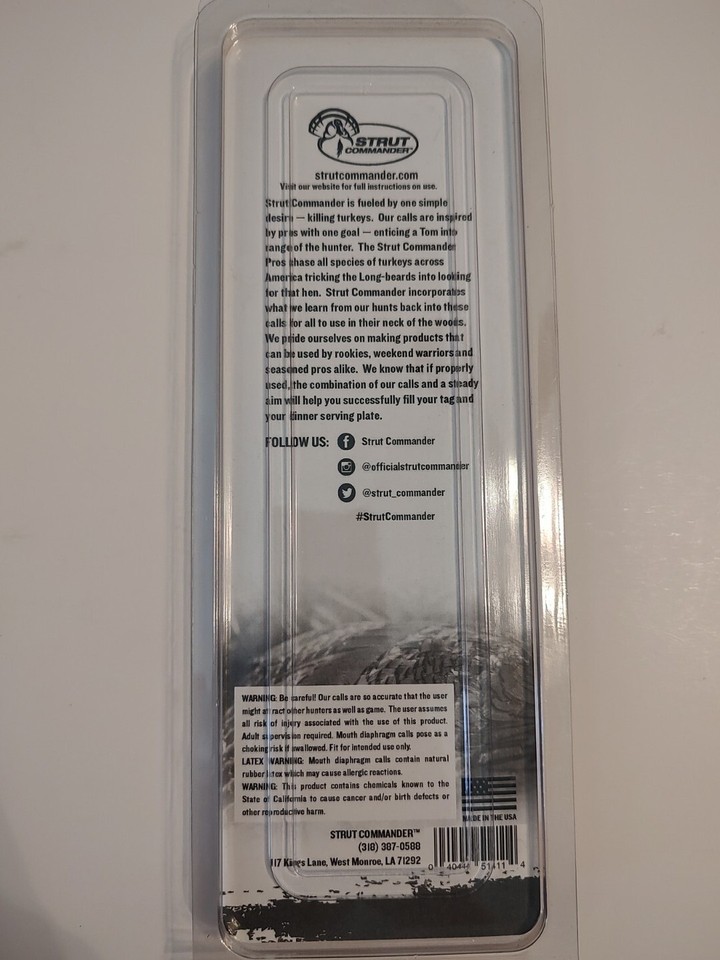 STRUT
COMMANDER
strutcommander.com
Visit our website for full instructions on use.
Strut Commander is fueled by one simple
desire — killing turkeys. Our calls are inspired
by pros with one goal — enticing a Tom into
range of the hunter. The Strut Commander
Pros chase all species of turkeys across
America tricking the Long-beards into looking
for that hen. Strut Commander incorporates
what we learn from our hunts back into these
calls for all to use in their neck of the woods.
We pride ourselves on making products that
can be used by rookies, weekend warriors and
seasoned pros alike. We know that if properly
used, the combination of our calls and a steady
aim will help you successfully fill your tag and
your dinner serving plate.
FOLLOW US: Strut Commander
@officialstrutcommander
@strut_commander
#StrutCommander
WARNING: Be careful! Our calls are so accurate that the user
might attract other hunters as well as game. The user assumes
all risk of injury associated with the use of this product.
Adult supervision required. Mouth diaphragm calls pose as a
choking risk if swallowed. Fit for intended use only.
LATEX WARNING: Mouth diaphragm calls contain natural
rubber latex which may cause allergic reactions.
WARNING: This product contains chemicals known to the
State of California to cause cancer and/or birth defects or
other reproductive harm.
MADE IN THE USA
STRUT COMMANDER™
(318) 387-0588
117 Kings Lane, West Monroe, LA 71292
0 51411 4